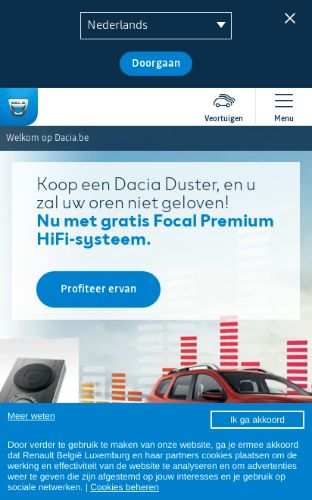 Nederlands
Doorgaan
DACIA
Voertuigen
Menu
Welkom op Dacia.be
Koop een Dacia Duster, en u
zal uw oren niet geloven!
Nu met gratis Focal Premium
HiFi-systeem.
Profiteer ervan
Meer weten
Ik ga akkoord
Door verder te gebruik te maken van onze website, ga je ermee akkoord
dat Renault België Luxemburg en haar partners cookies plaatsen om de
werking en effectiviteit van de website te analyseren en om advertenties
weer te geven die zijn afgestemd op jouw interesses en je gebruik op
sociale netwerken. | Cookies beheren